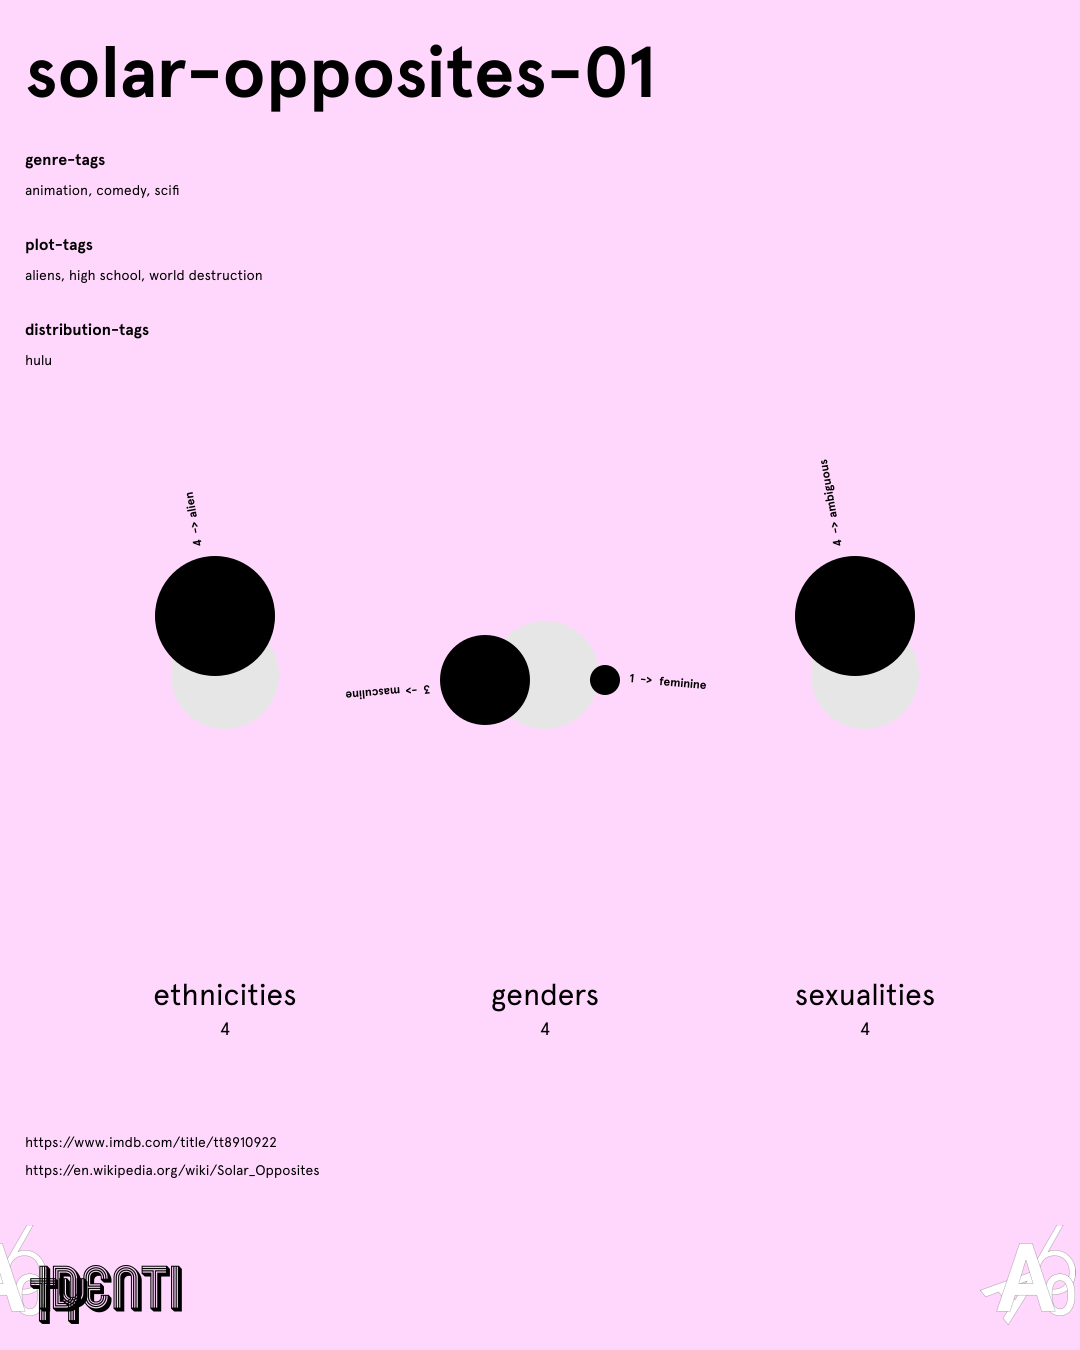 solar-opposites-01
genre-tags
animation, comedy, scifi
plot-tags
aliens, high school, world destruction
distribution-tags
hulu
4 -> alien
4 -> ambiguous
3 -> masculine
1 -> feminine
ethnicities
genders
sexualities
4
4
4
https://www.imdb.com/title/tt8910922
https://en.wikipedia.org/wiki/Solar_Opposites